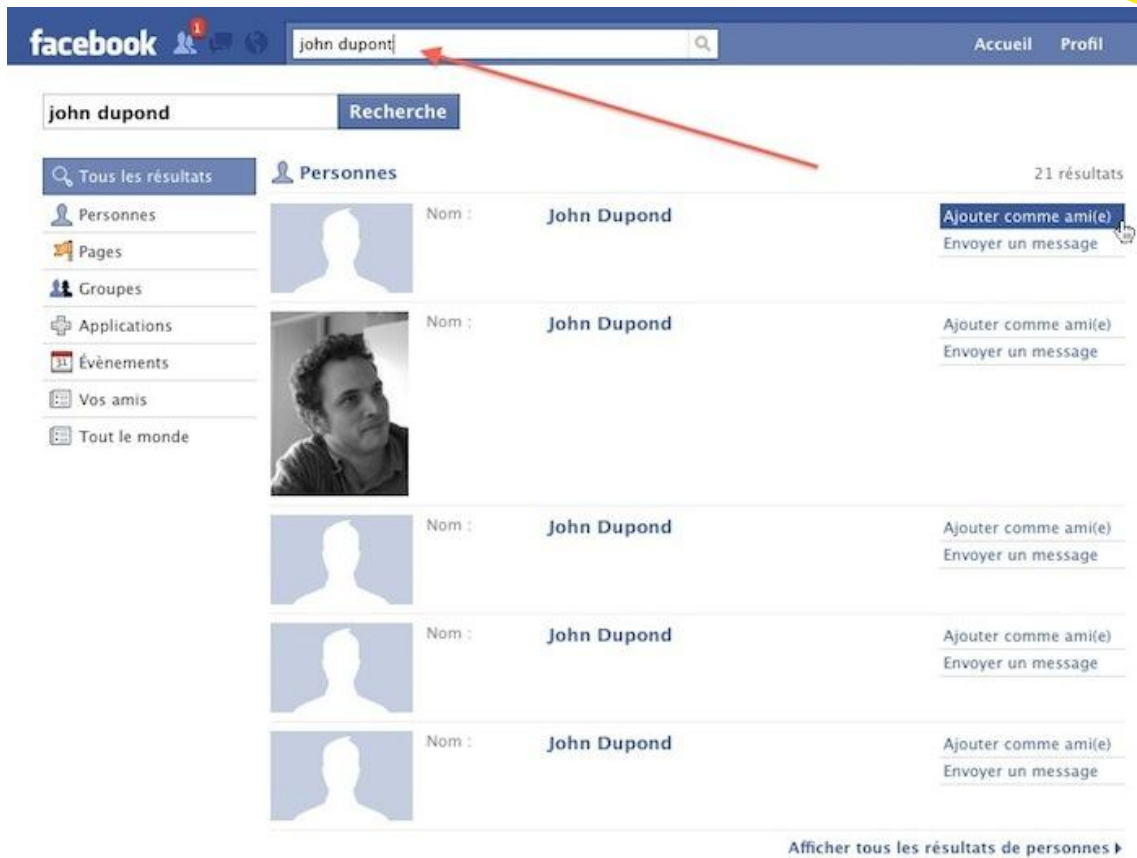 facebook 1 john dupont Accueil Profil
john dupond Recherche
Tous les résultats
Personnes
Pages
Groupes
Applications
31 Évènements
Vos amis
Tout le monde
Personnes 21 résultats
Nom : John Dupond Ajouter comme ami(e)
Envoyer un message
Nom : John Dupond Ajouter comme ami(e)
Envoyer un message
Nom : John Dupond Ajouter comme ami(e)
Envoyer un message
Nom : John Dupond Ajouter comme ami(e)
Envoyer un message
Nom : John Dupond Ajouter comme ami(e)
Envoyer un message
Afficher tous les résultats de personnes